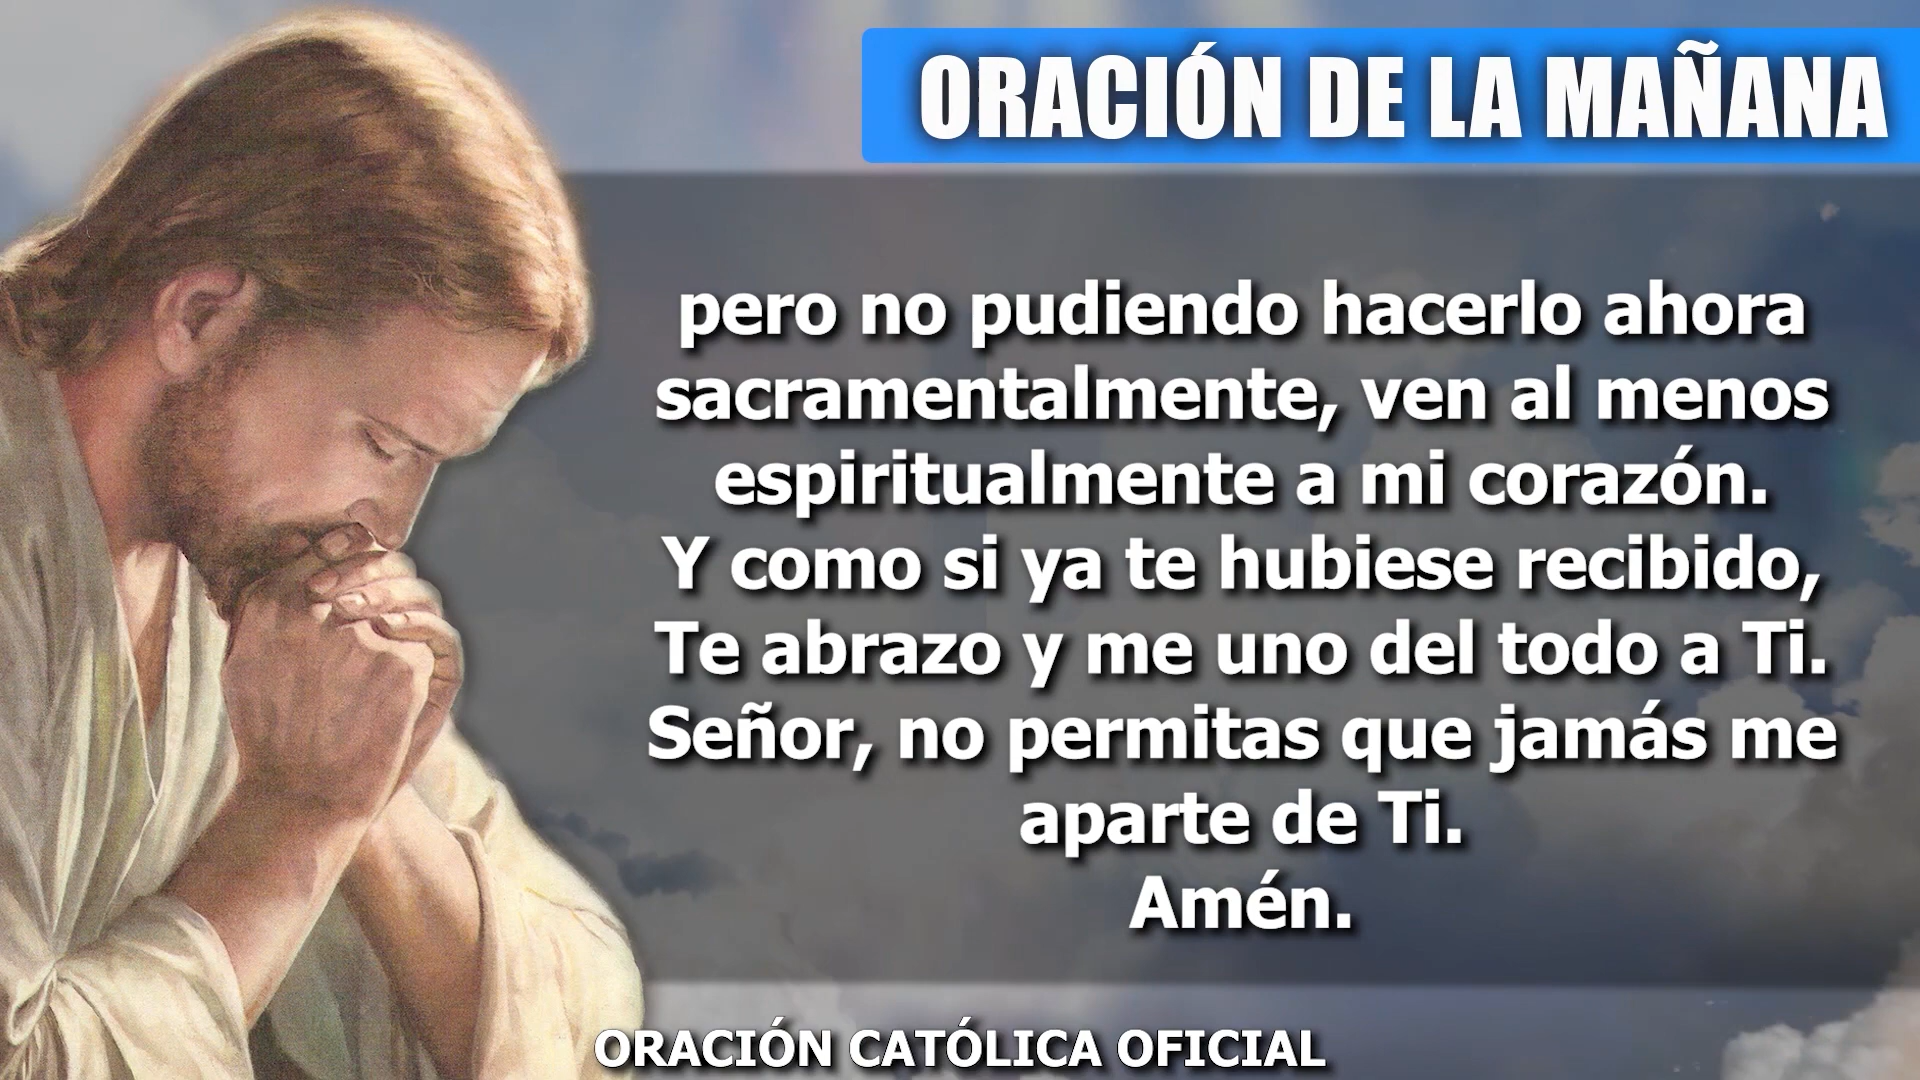 ORACIÓN DE LA MAÑANA
pero no pudiendo hacerlo ahora
sacramentalmente, ven al menos
espiritualmente a mi corazón.
Y como si ya te hubiese recibido,
Te abrazo y me uno del todo a Ti.
Señor, no permitas que jamás me
aparte de Ti.
Amén.
ORACIÓN CATÓLICA OFICIAL